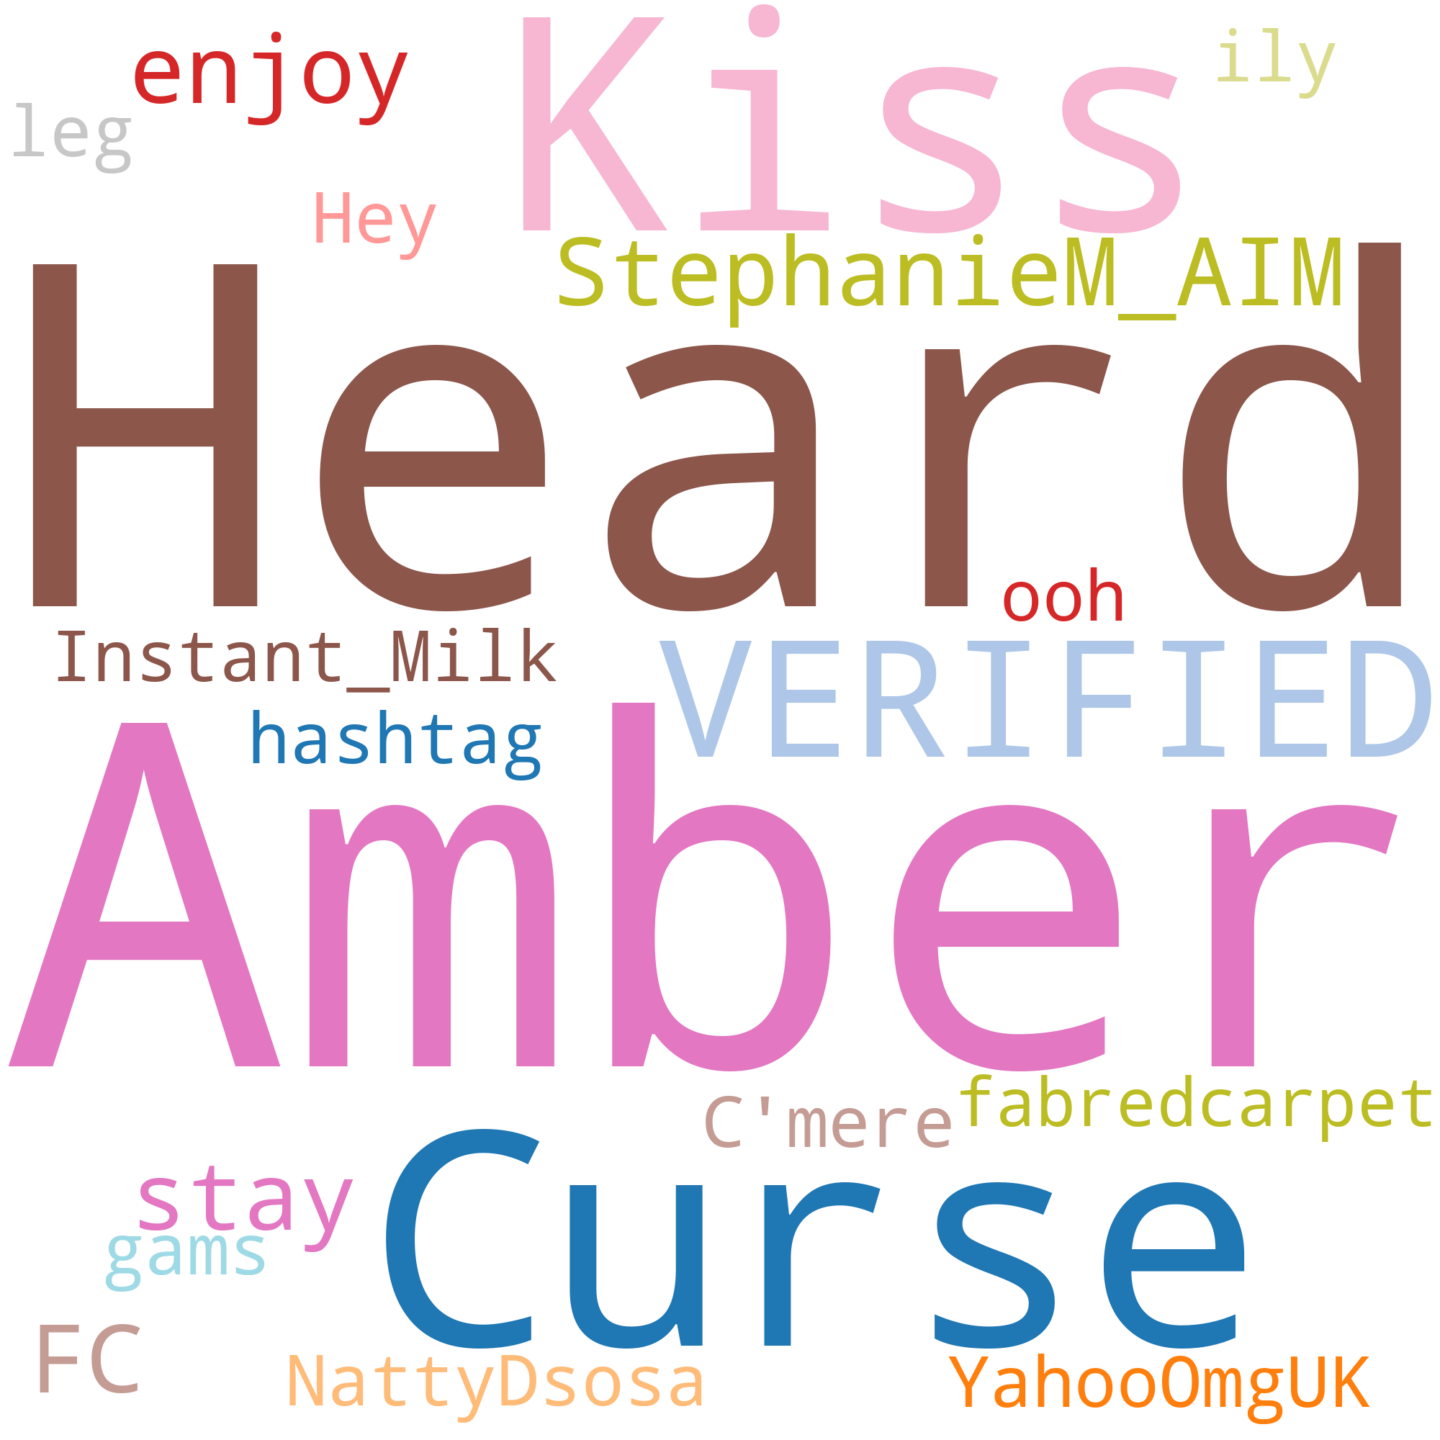 Kiss
enjoy
ily
leg
Hey
StephanieM_AIM
Heard
ooh
Instant_Milk
VERIFIED
hashtag
Amber
C'mere
fabredcarpet
Curse
stay
gams
FC
NattyDsosa
YahooOmgUK